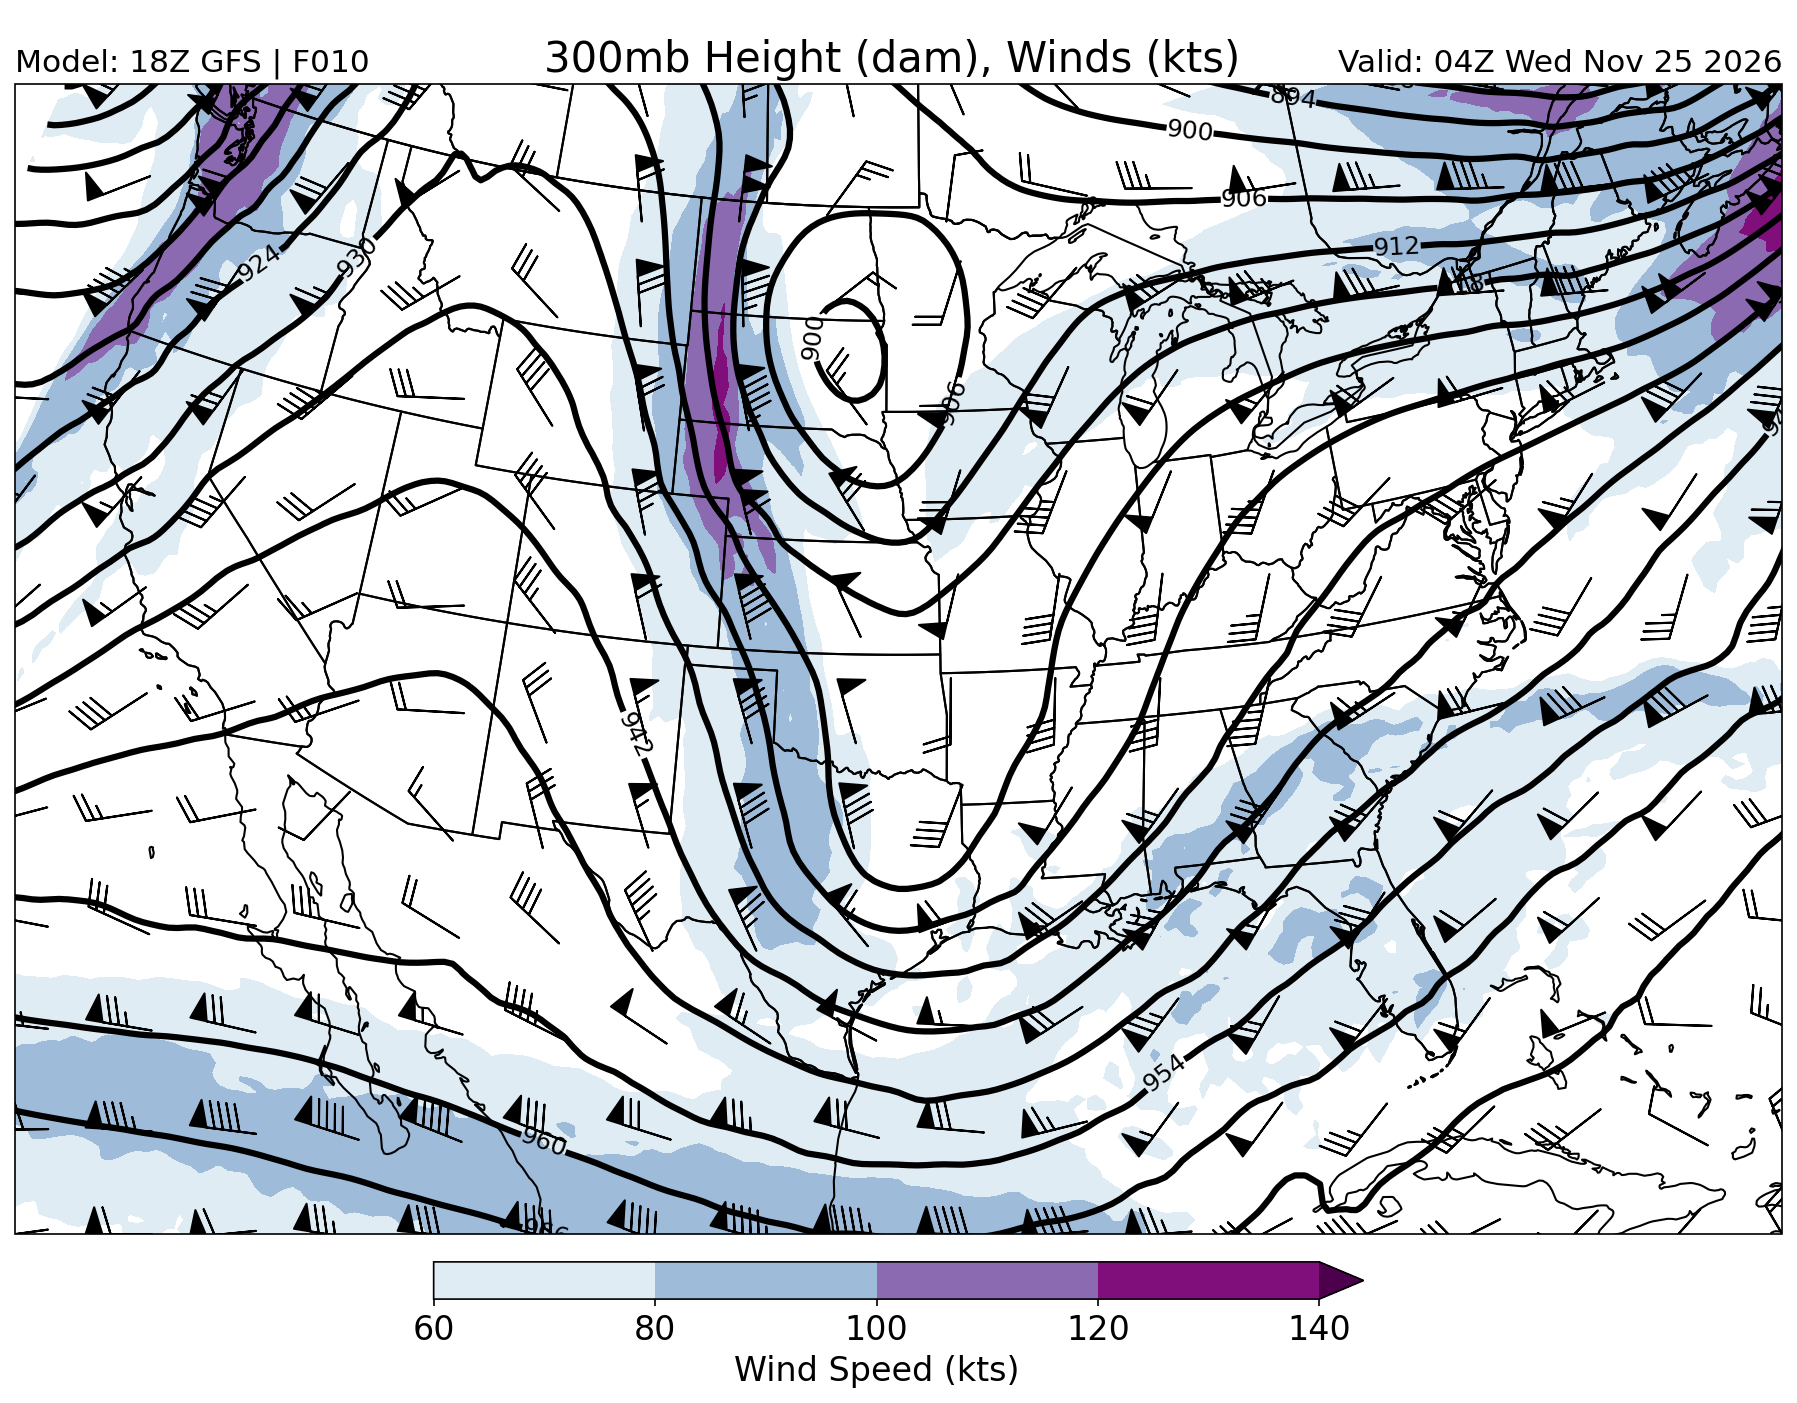 Model: 18Z GFS | F010
300mb Height (dam), Winds (kts)
Valid: 04Z Wed Nov 25 2026
894
900
906
912
924
930
900
906
942
954
960
966
60 80 100 120 140
Wind Speed (kts)